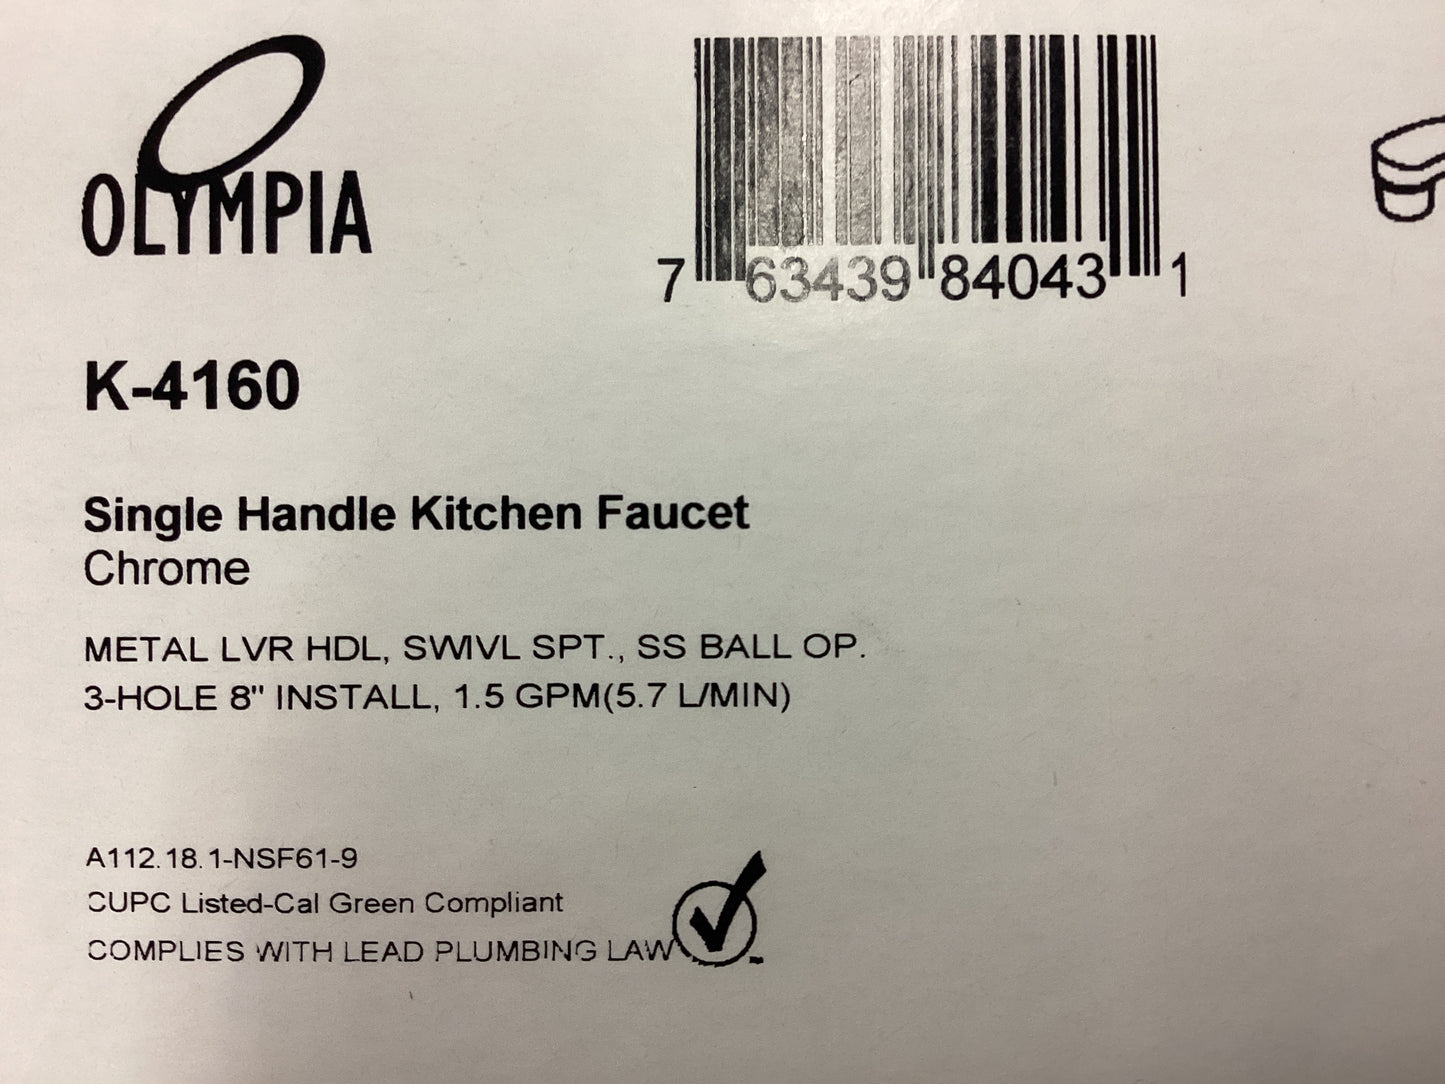 OLYMPIA
7 63439 84043 1
K-4160
Single Handle Kitchen Faucet
Chrome
METAL LVR HDL, SWIVL SPT., SS BALL OP.
3-HOLE 8" INSTALL, 1.5 GPM(5.7 L/MIN)
A112.18.1-NSF61-9
CUPC Listed-Cal Green Compliant
COMPLIES WITH LEAD PLUMBING LAW